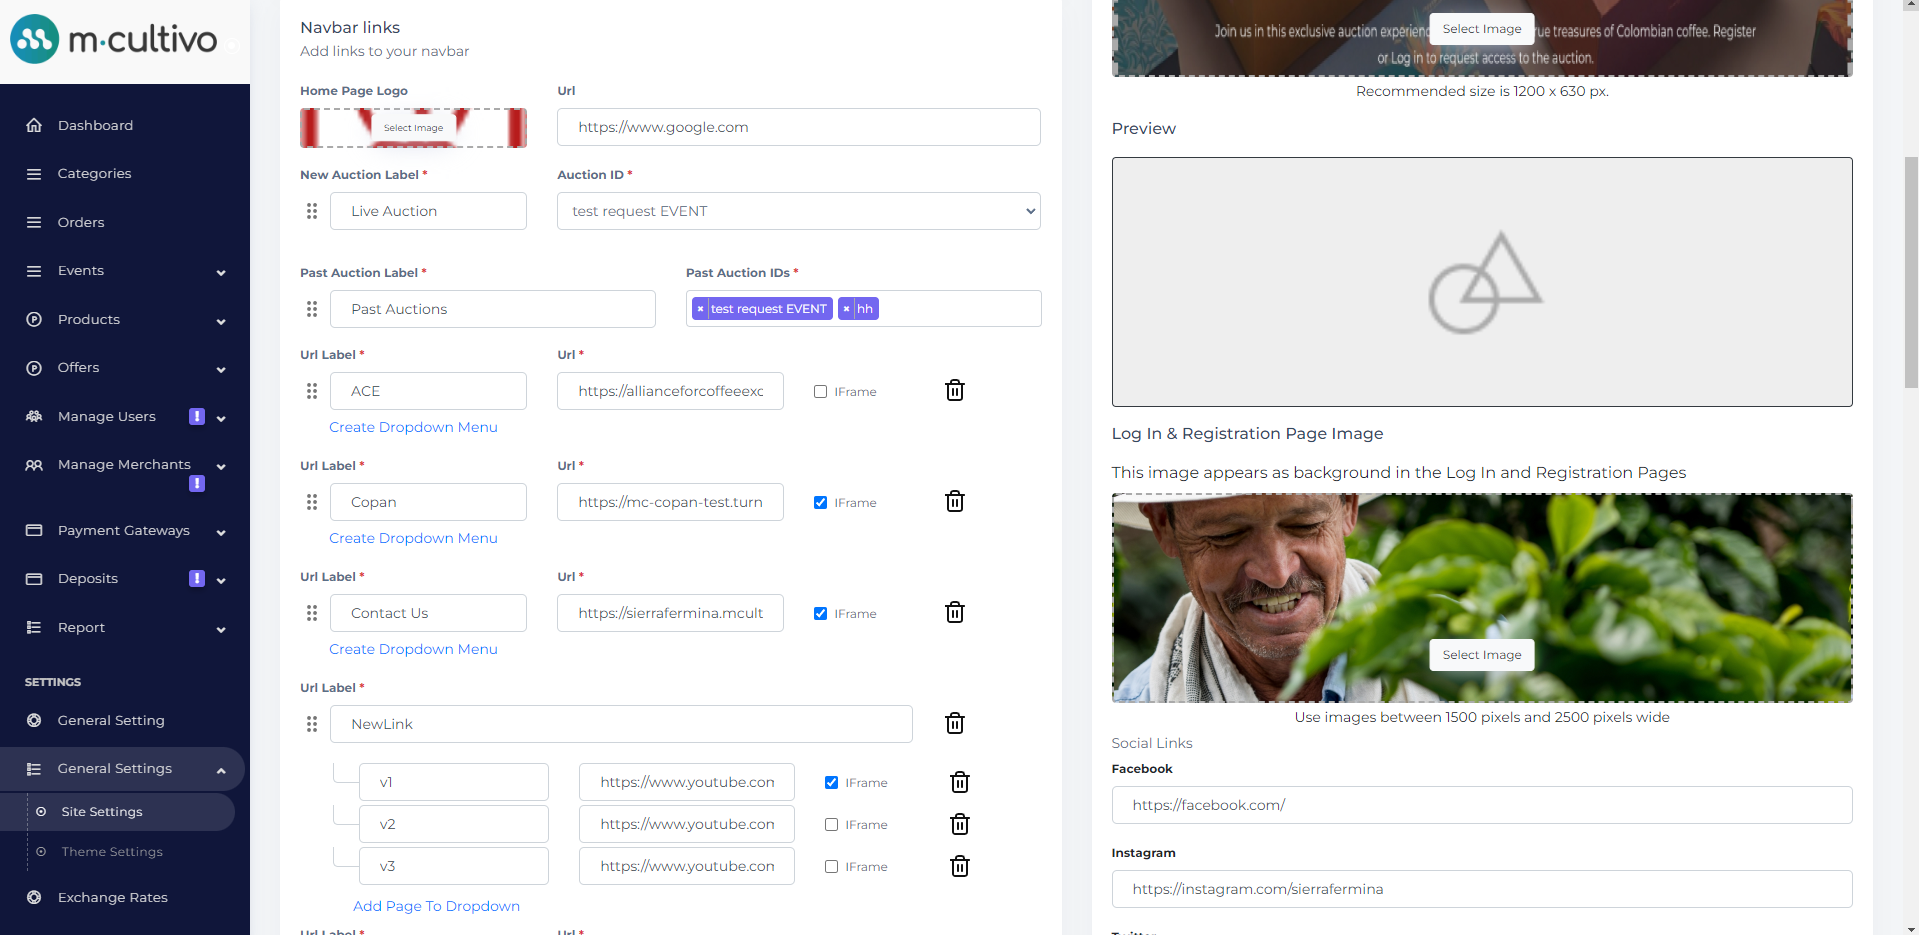 m·cultivo
Dashboard
Categories
Orders
Events
Products
Offers
Manage Users
Manage Merchants
Payment Gateways
Deposits
Report
SETTINGS
General Setting
General Settings
Site Settings
Theme Settings
Exchange Rates
Navbar links
Add links to your navbar
Home Page Logo
Url
Select Image
https://www.google.com
New Auction Label *
Auction ID *
Live Auction
test request EVENT
Past Auction Label *
Past Auction IDs *
Past Auctions
× test request EVENT × hh
Url Label *
Url *
ACE
https://allianceforcoffeeexc
IFrame
Create Dropdown Menu
Url Label *
Url *
Copan
https://mc-copan-test.turn
IFrame
Create Dropdown Menu
Url Label *
Url *
Contact Us
https://sierrafermina.mcult
IFrame
Create Dropdown Menu
Url Label *
NewLink
v1
https://www.youtube.con
IFrame
v2
https://www.youtube.con
IFrame
v3
https://www.youtube.con
IFrame
Add Page To Dropdown
Url Label *
Url *
Join us in this exclusive auction experienc
Select Image
rue treasures of Colombian coffee. Register
or Log in to request access to the auction.
Recommended size is 1200 x 630 px.
Preview
Log In & Registration Page Image
This image appears as background in the Log In and Registration Pages
Select Image
Use images between 1500 pixels and 2500 pixels wide
Social Links
Facebook
https://facebook.com/
Instagram
https://instagram.com/sierrafermina
Twitter